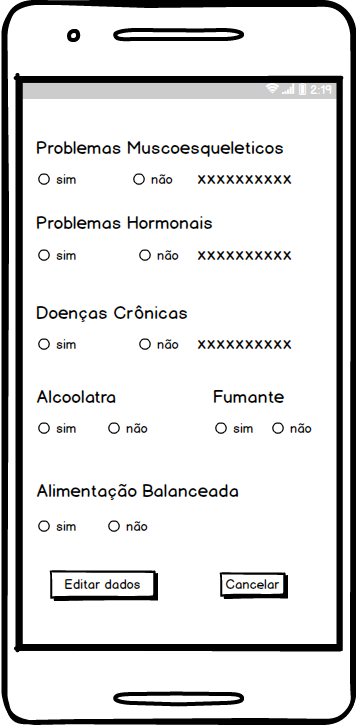 2:19
Problemas Muscoesqueleticos
sim não xxxxxxxxxx
Problemas Hormonais
sim não xxxxxxxxxx
Doenças Crônicas
sim não xxxxxxxxxx
Alcoolatra Fumante
sim não sim não
Alimentação Balanceada
sim não
Editar dados Cancelar